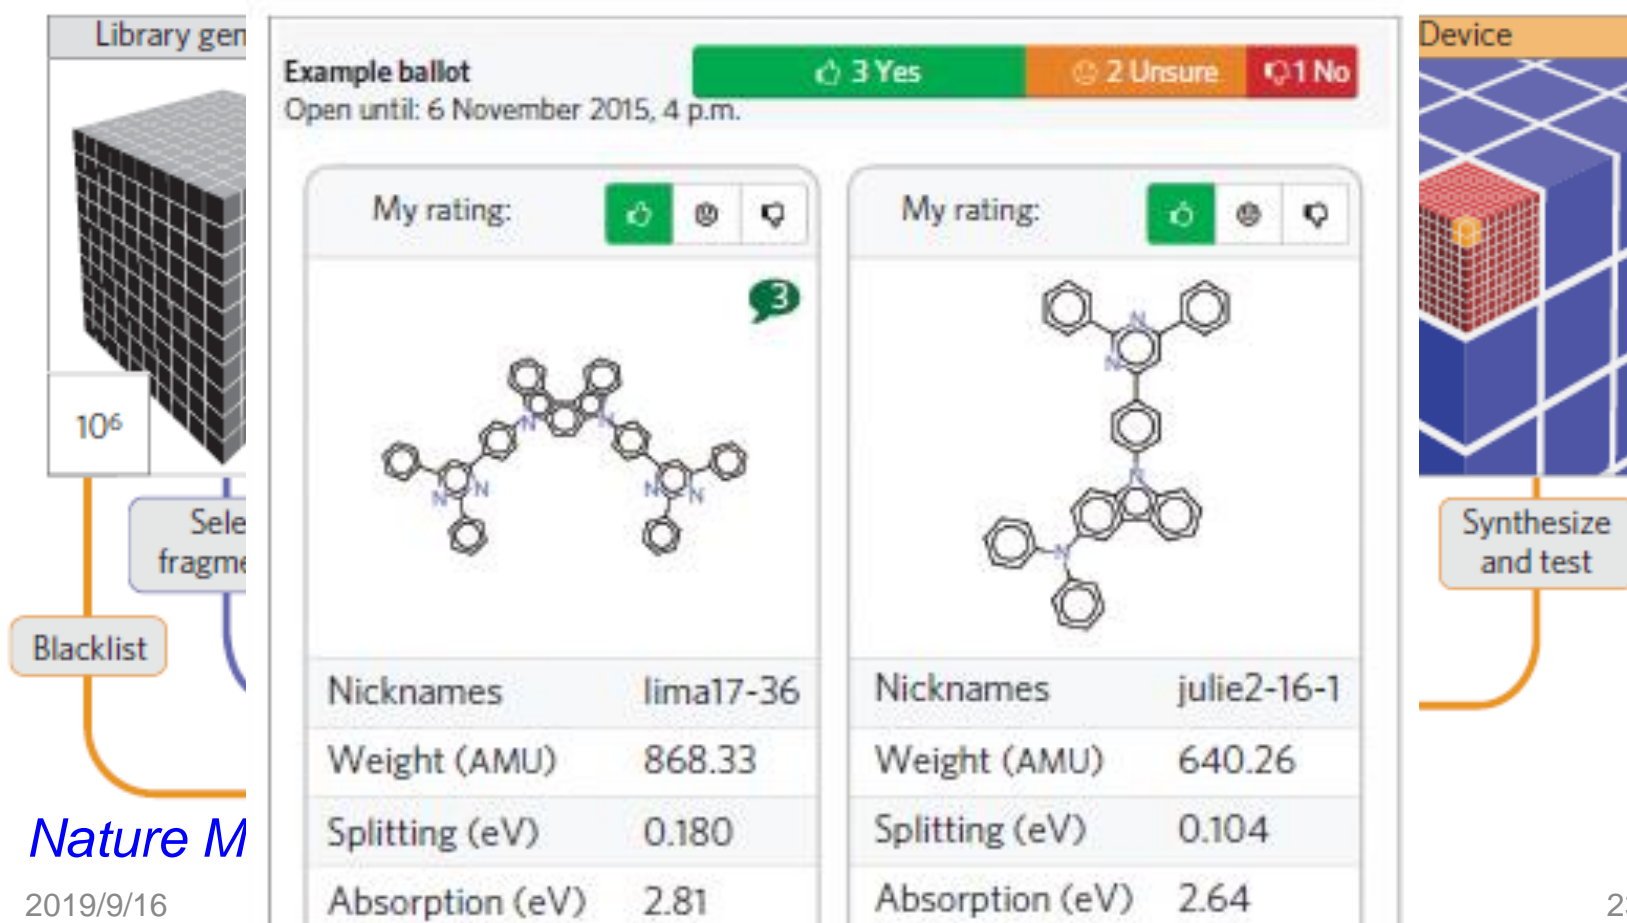 Library gen
Device
Example ballot
3 Yes
2 Unsure
1 No
Open until: 6 November 2015, 4 p.m.
My rating:
My rating:
3
N
N
N
N
N
N
N
N
N
N
10⁶
Sele
fragme
Synthesize
and test
Blacklist
Nicknames lima17-36
Nicknames julie2-16-1
Weight (AMU) 868.33
Weight (AMU) 640.26
Splitting (eV) 0.180
Splitting (eV) 0.104
Absorption (eV) 2.81
Absorption (eV) 2.64
Nature M
2019/9/16